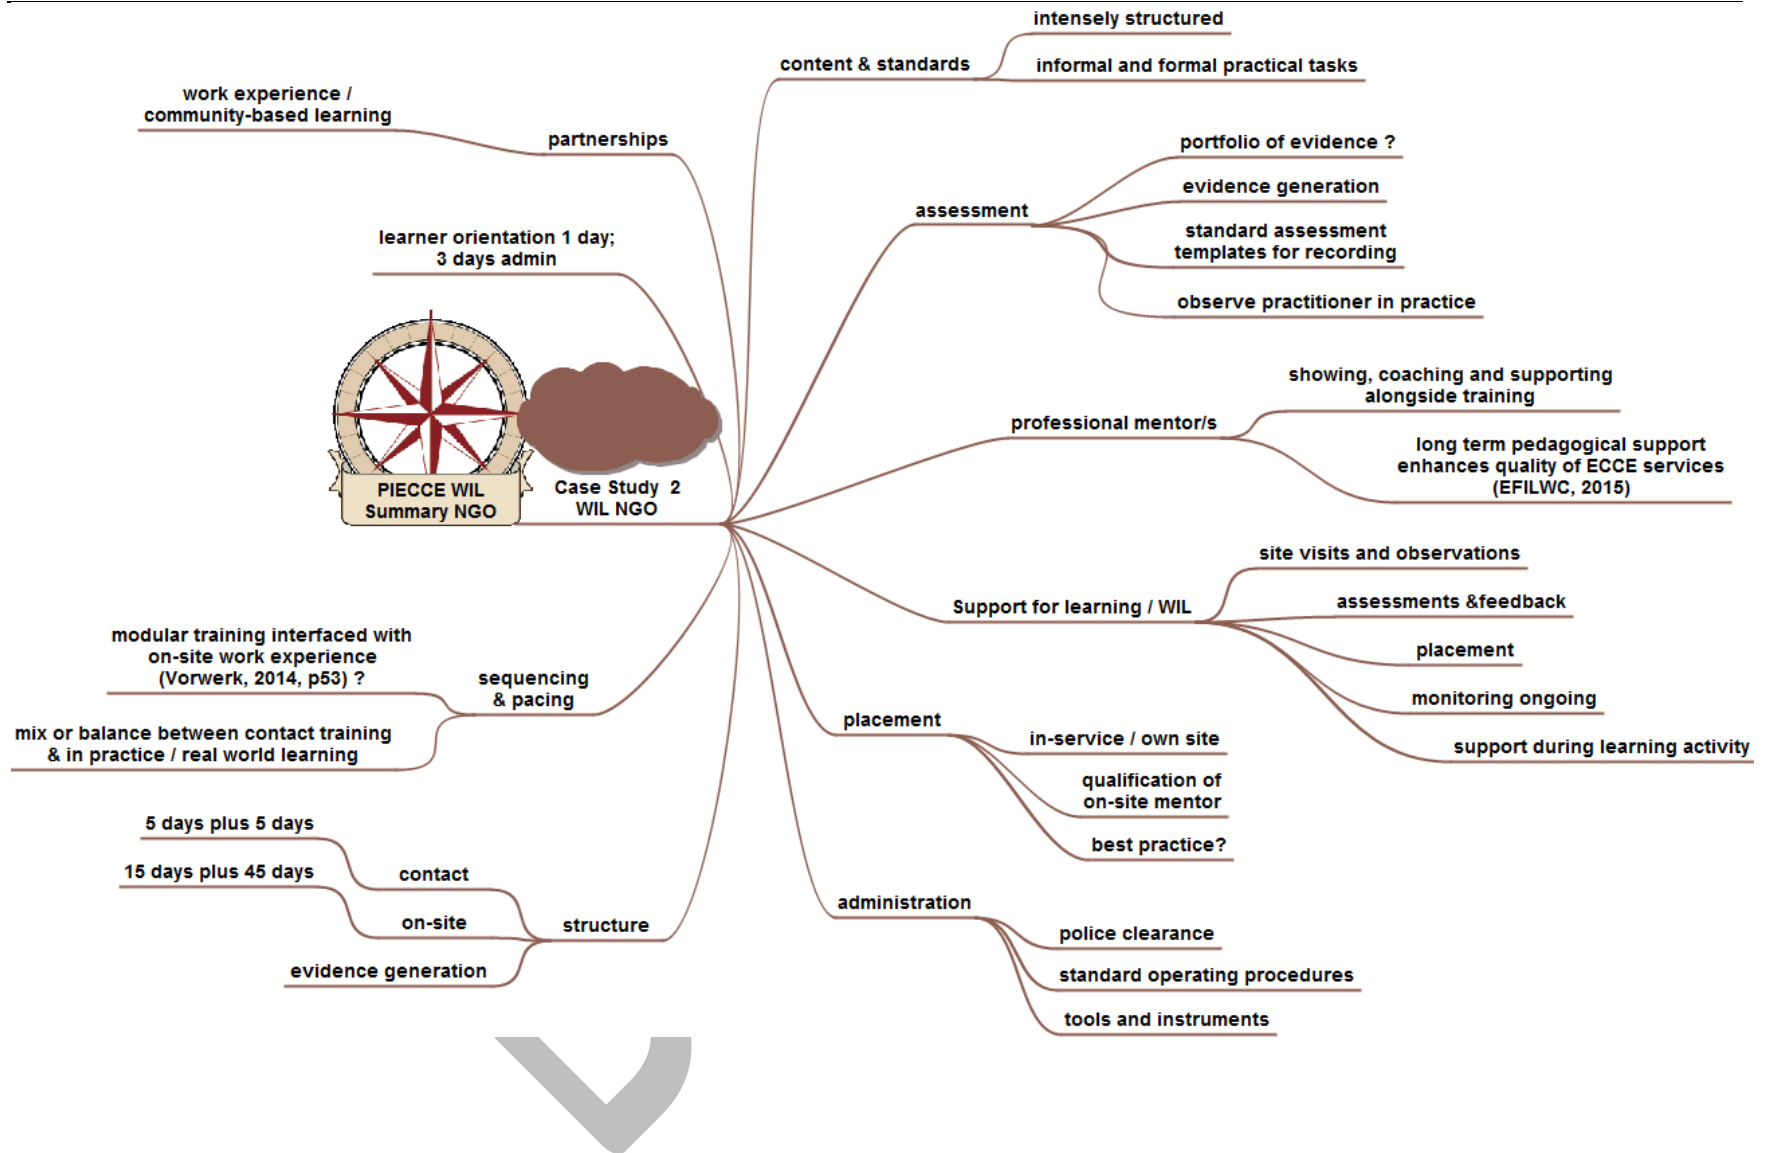 intensely structured
content & standards
informal and formal practical tasks
work experience /
community-based learning
partnerships
portfolio of evidence ?
evidence generation
assessment
standard assessment
templates for recording
observe practitioner in practice
learner orientation 1 day;
3 days admin
showing, coaching and supporting
alongside training
professional mentor/s
long term pedagogical support
enhances quality of ECCE services
(EFILWC, 2015)
PIECCE WIL
Summary NGO
Case Study 2
WIL NGO
site visits and observations
Support for learning / WIL
assessments &feedback
placement
monitoring ongoing
support during learning activity
modular training interfaced with
on-site work experience
(Vorwerk, 2014, p53) ?
sequencing
& pacing
mix or balance between contact training
& in practice / real world learning
placement
in-service / own site
qualification of
on-site mentor
best practice?
5 days plus 5 days
15 days plus 45 days
contact
on-site
structure
evidence generation
administration
police clearance
standard operating procedures
tools and instruments